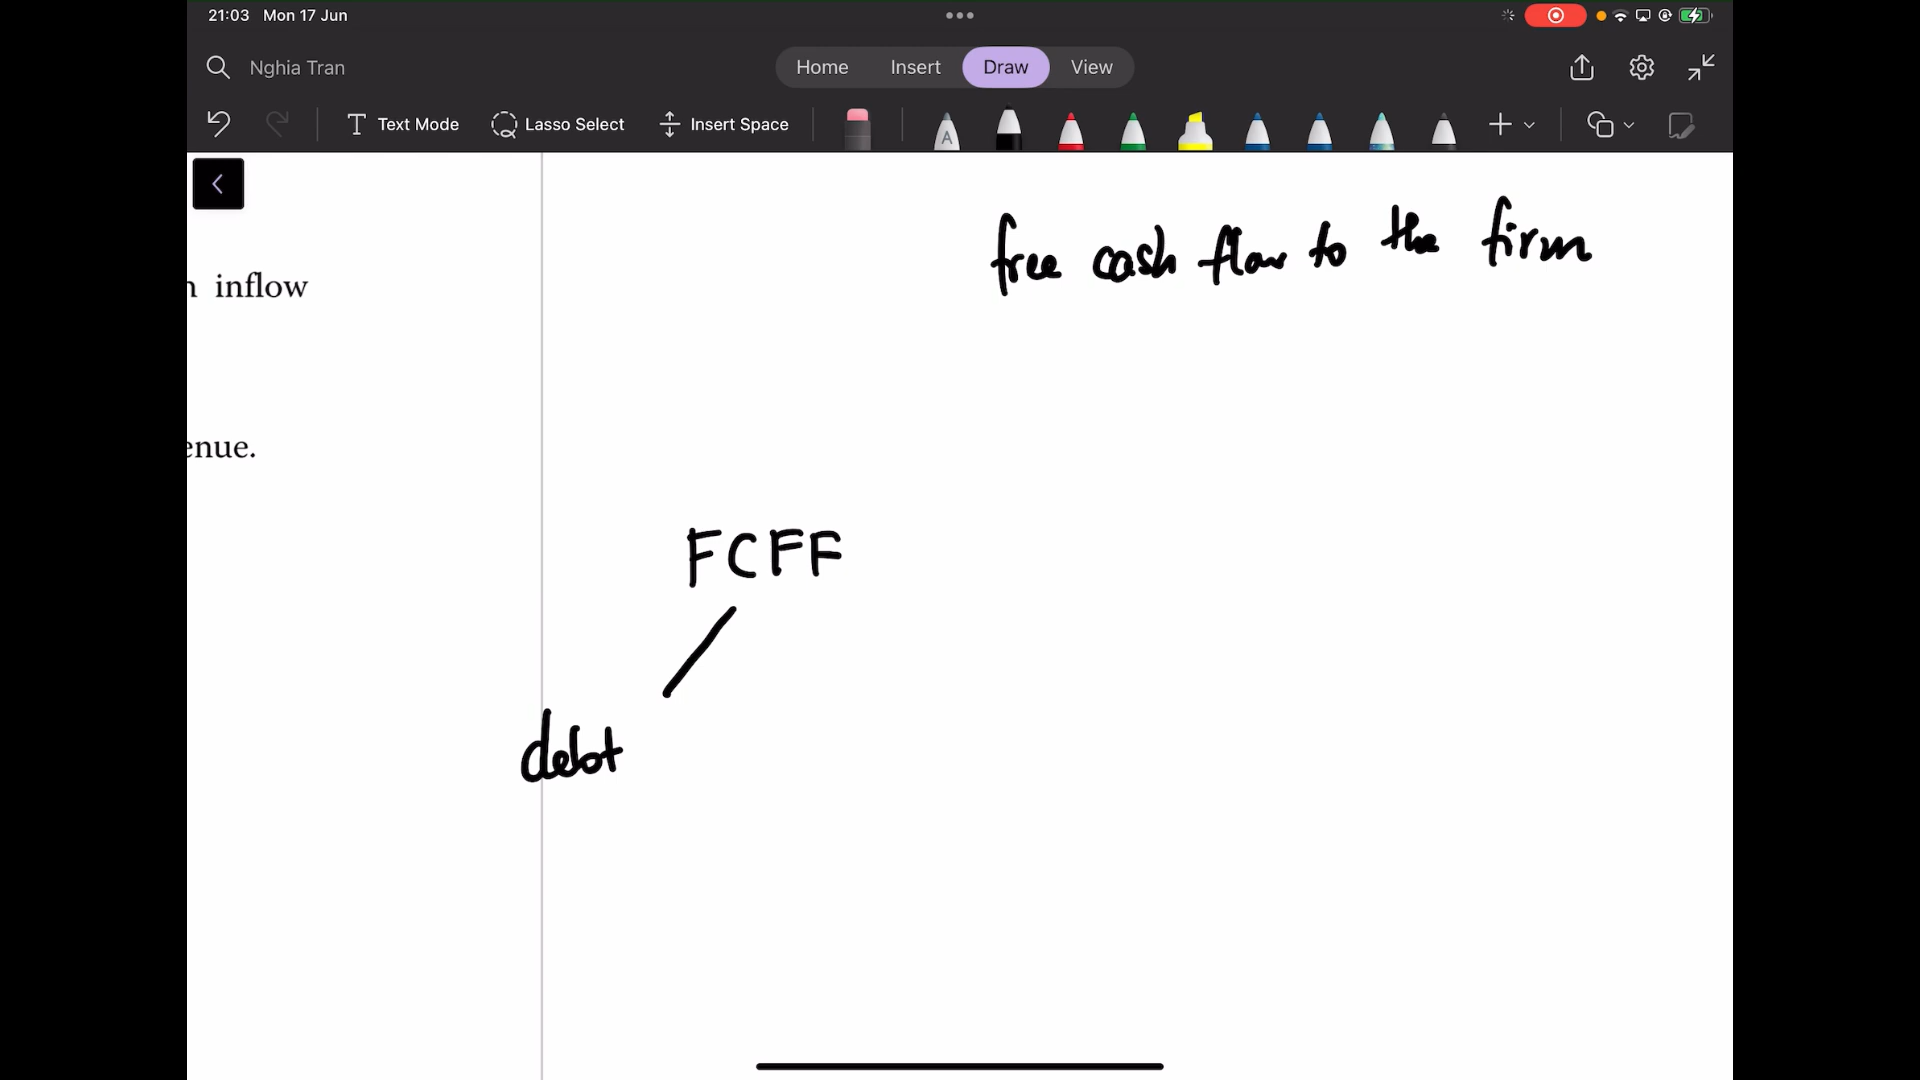 21:03 Mon 17 Jun
Nghia Tran
Home Insert Draw View
Text Mode Lasso Select Insert Space
A
free cash flow to the firm
inflow
enue.
FCFF
debt